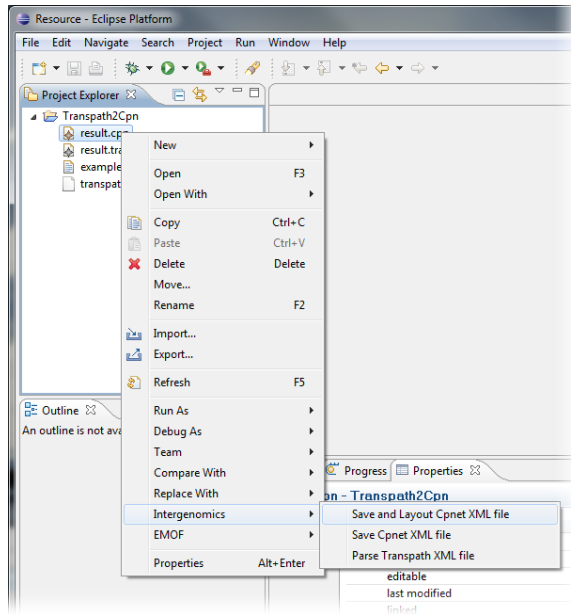 Resource - Eclipse Platform
File Edit Navigate Search Project Run Window Help
Project Explorer
Transpath2Cpn
result.cpn
result.tra
example
transpat
New
Open F3
Open With
Copy Ctrl+C
Paste Ctrl+V
Delete Delete
Move...
Rename F2
Import...
Export...
Refresh F5
Run As
Debug As
Team
Compare With
Replace With
Intergenomics
EMOF
Properties Alt+Enter
Outline
An outline is not ava
Progress Properties
pn - Transpath2Cpn
Save and Layout Cpnet XML file
Save Cpnet XML file
Parse Transpath XML file
editable
last modified
linked